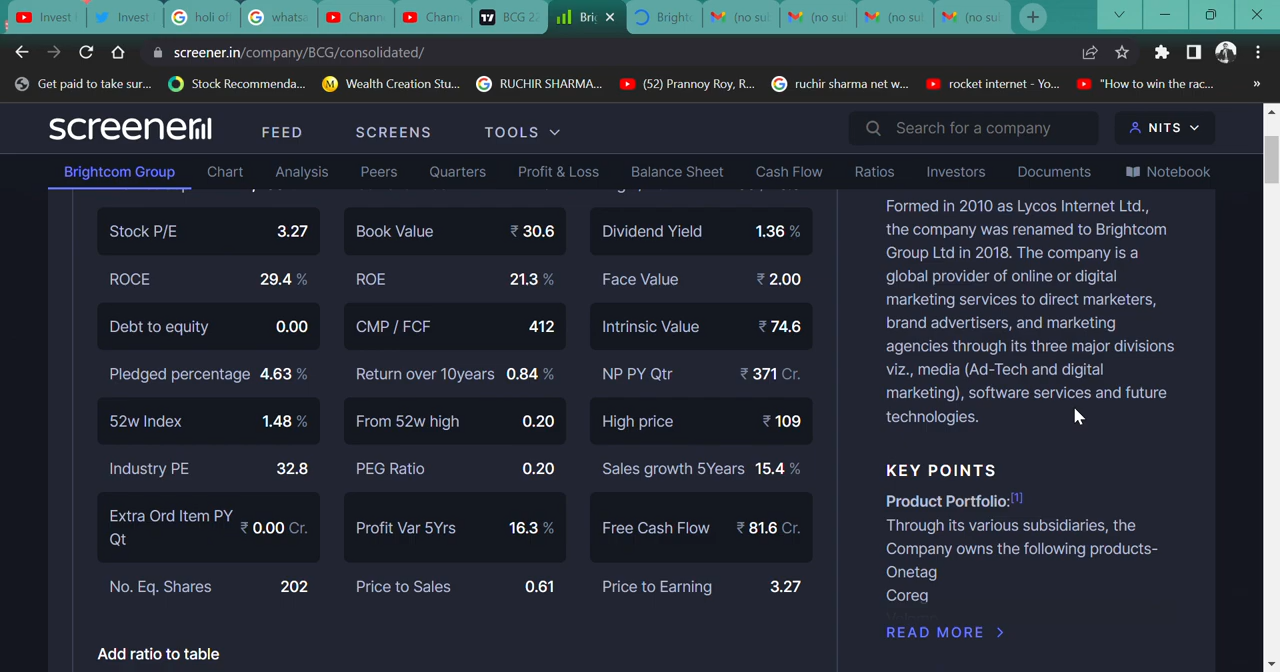 Invest
Invest
holi of
whats
Chann
Chann
BCG 22
Bri
Bright
(no su
(no su
(no su
(no su
screener.in/company/BCG/consolidated/
Get paid to take sur...
Stock Recommenda...
Wealth Creation Stu...
RUCHIR SHARMA...
(52) Prannoy Roy, R...
ruchir sharma net w...
rocket internet - Yo...
"How to win the rac...
screener
FEED
SCREENS
TOOLS
Search for a company
NITS
Brightcom Group
Chart
Analysis
Peers
Quarters
Profit & Loss
Balance Sheet
Cash Flow
Ratios
Investors
Documents
Notebook
Stock P/E 3.27
Book Value ₹ 30.6
Dividend Yield 1.36 %
ROCE 29.4 %
ROE 21.3 %
Face Value ₹ 2.00
Debt to equity 0.00
CMP / FCF 412
Intrinsic Value ₹ 74.6
Pledged percentage 4.63 %
Return over 10years 0.84 %
NP PY Qtr ₹ 371 Cr.
52w Index 1.48 %
From 52w high 0.20
High price ₹ 109
Industry PE 32.8
PEG Ratio 0.20
Sales growth 5Years 15.4 %
Extra Ord Item PY
Qt ₹ 0.00 Cr.
Profit Var 5Yrs 16.3 %
Free Cash Flow ₹ 81.6 Cr.
No. Eq. Shares 202
Price to Sales 0.61
Price to Earning 3.27
Add ratio to table
Formed in 2010 as Lycos Internet Ltd.,
the company was renamed to Brightcom
Group Ltd in 2018. The company is a
global provider of online or digital
marketing services to direct marketers,
brand advertisers, and marketing
agencies through its three major divisions
viz., media (Ad-Tech and digital
marketing), software services and future
technologies.
KEY POINTS
Product Portfolio:[1]
Through its various subsidiaries, the
Company owns the following products-
Onetag
Coreg
READ MORE